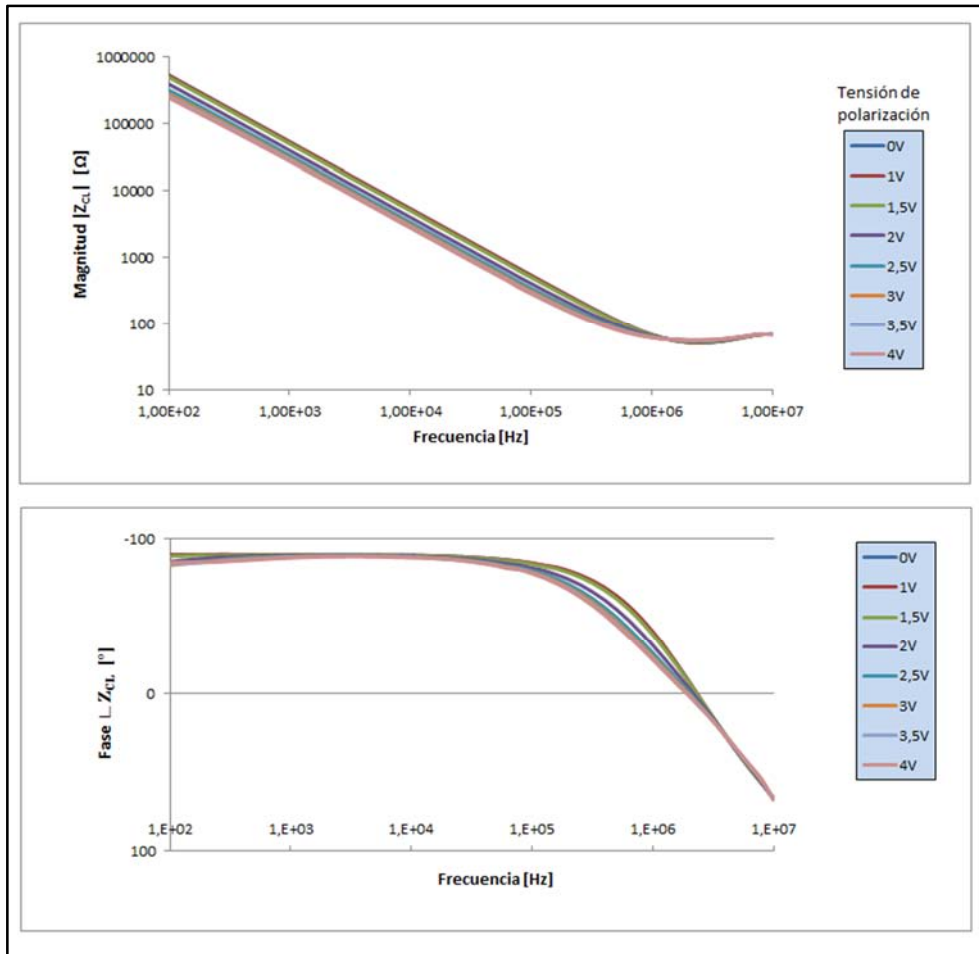 1000000
100000
10000
1000
100
10
Magnitud |Z_CL| [Ω]
1,00E+02 1,00E+03 1,00E+04 1,00E+05 1,00E+06 1,00E+07
Frecuencia [Hz]
Tensión de
polarización
0V
1V
1,5V
2V
2,5V
3V
3,5V
4V
-100
0
100
Fase ∟ Z_CL [°]
1,E+02 1,E+03 1,E+04 1,E+05 1,E+06 1,E+07
Frecuencia [Hz]
0V
1V
1,5V
2V
2,5V
3V
3,5V
4V